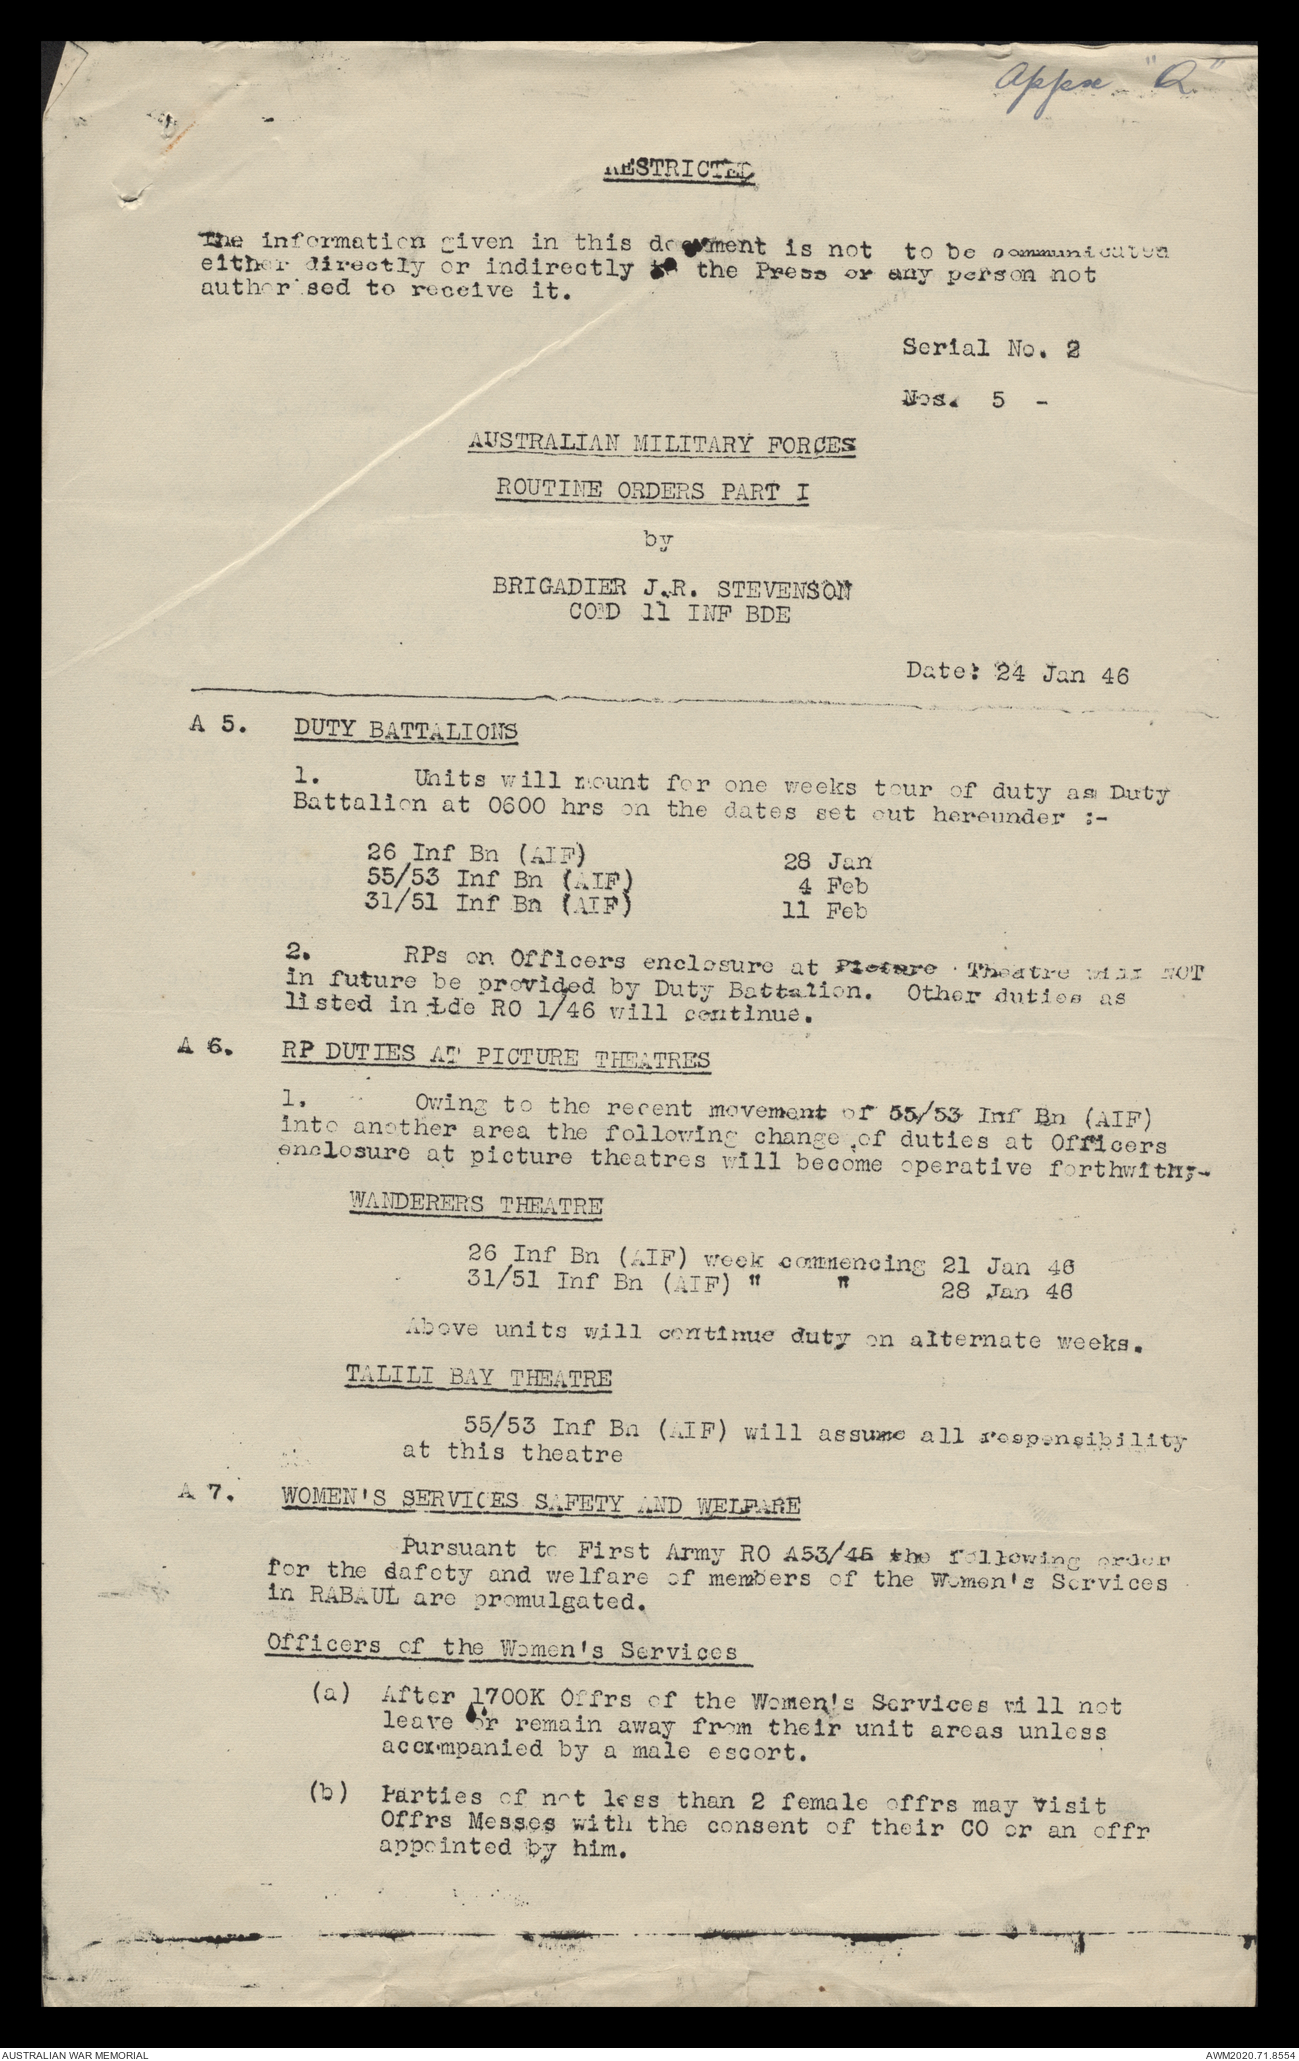 Appx "Q"
RESTRICTED
The information given in this document is not to be communicated
either directly or indirectly to the Press or any person not
authorised to receive it.
Serial No. 2
Nos. 5 -
AUSTRALIAN MILITARY FORCES
ROUTINE ORDERS PART I
by
BRIGADIER J.R. STEVENSON
COMD 11 INF BDE
Date: 24 Jan 46
A 5. DUTY BATTALIONS
1. Units will mount for one weeks tour of duty as Duty
Battalion at 0600 hrs on the dates set out hereunder :-
26 Inf Bn (AIF) 28 Jan
55/53 Inf Bn (AIF) 4 Feb
31/51 Inf Bn (AIF) 11 Feb
2. RPs on Officers enclosure at Picture Theatre will NOT
in future be provided by Duty Battalion. Other duties as
listed in Bde RO 1/46 will continue.
A 6. RP DUTIES AT PICTURE THEATRES
1. Owing to the recent movement of 55/53 Inf Bn (AIF)
into another area the following change of duties at Officers
enclosure at picture theatres will become operative forthwith;-
WANDERERS THEATRE
26 Inf Bn (AIF) week commencing 21 Jan 46
31/51 Inf Bn (AIF) " " 28 Jan 46
Above units will continue duty on alternate weeks.
TALILI BAY THEATRE
55/53 Inf Bn (AIF) will assume all responsibility
at this theatre
A 7. WOMEN'S SERVICES SAFETY AND WELFARE
Pursuant to First Army RO A53/46 the following order
for the dafety and welfare of members of the Women's Services
in RABAUL are promulgated.
Officers of the Women's Services
(a) After 1700K Offrs of the Women's Services will not
leave or remain away from their unit areas unless
accompanied by a male escort.
(b) Parties of not less than 2 female offrs may visit
Offrs Messes with the consent of their CO or an offr
appointed by him.
AUSTRALIAN WAR MEMORIAL
AWM2020.71.8554